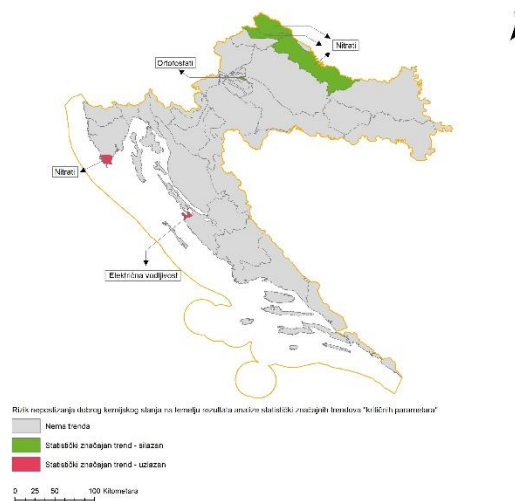 Nitrati
Ortofosfati
Nitrati
Električna vodljivost
Rizik nepostizanja dobrog kemijskog stanja na temelju rezultata analize statistički značajnih trendova "kritičnih parametara"
Nema trenda
Statistički značajan trend - silazan
Statistički značajan trend - uzlazan
0 25 50 100 Kilometara